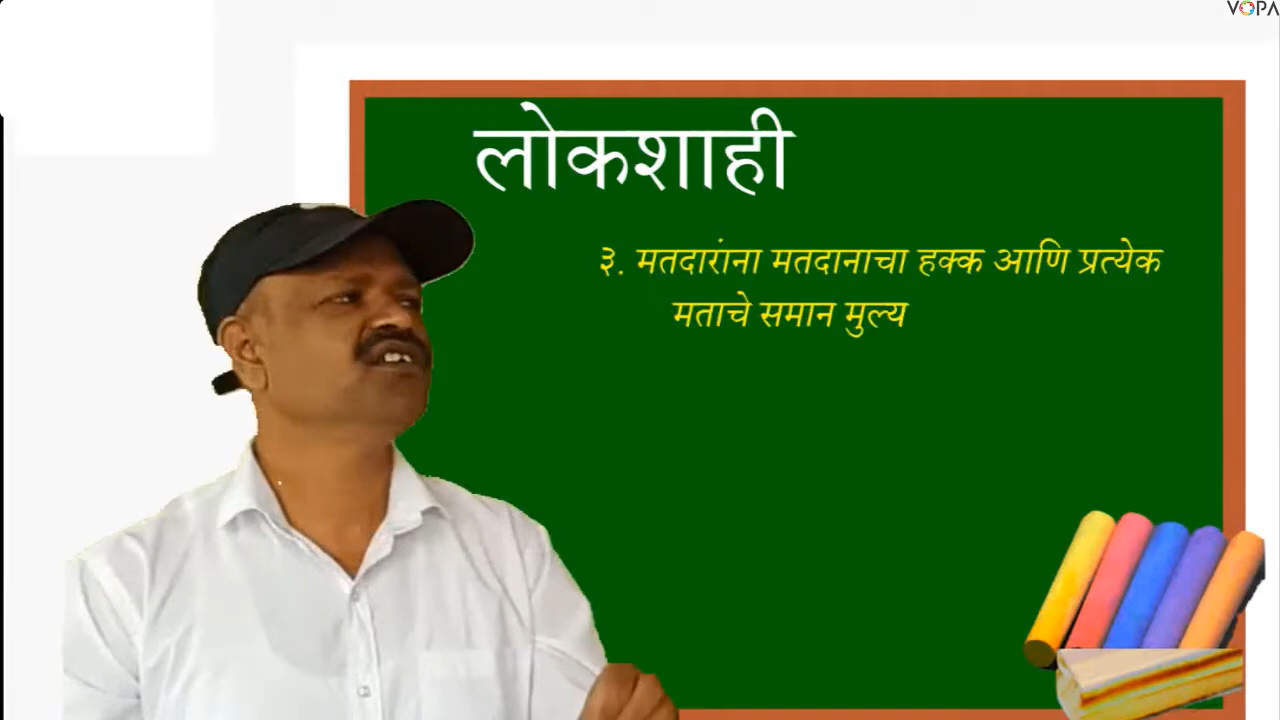 VOPA
लोकशाही
३. मतदारांना मतदानाचा हक्क आणि प्रत्येक
मताचे समान मुल्य